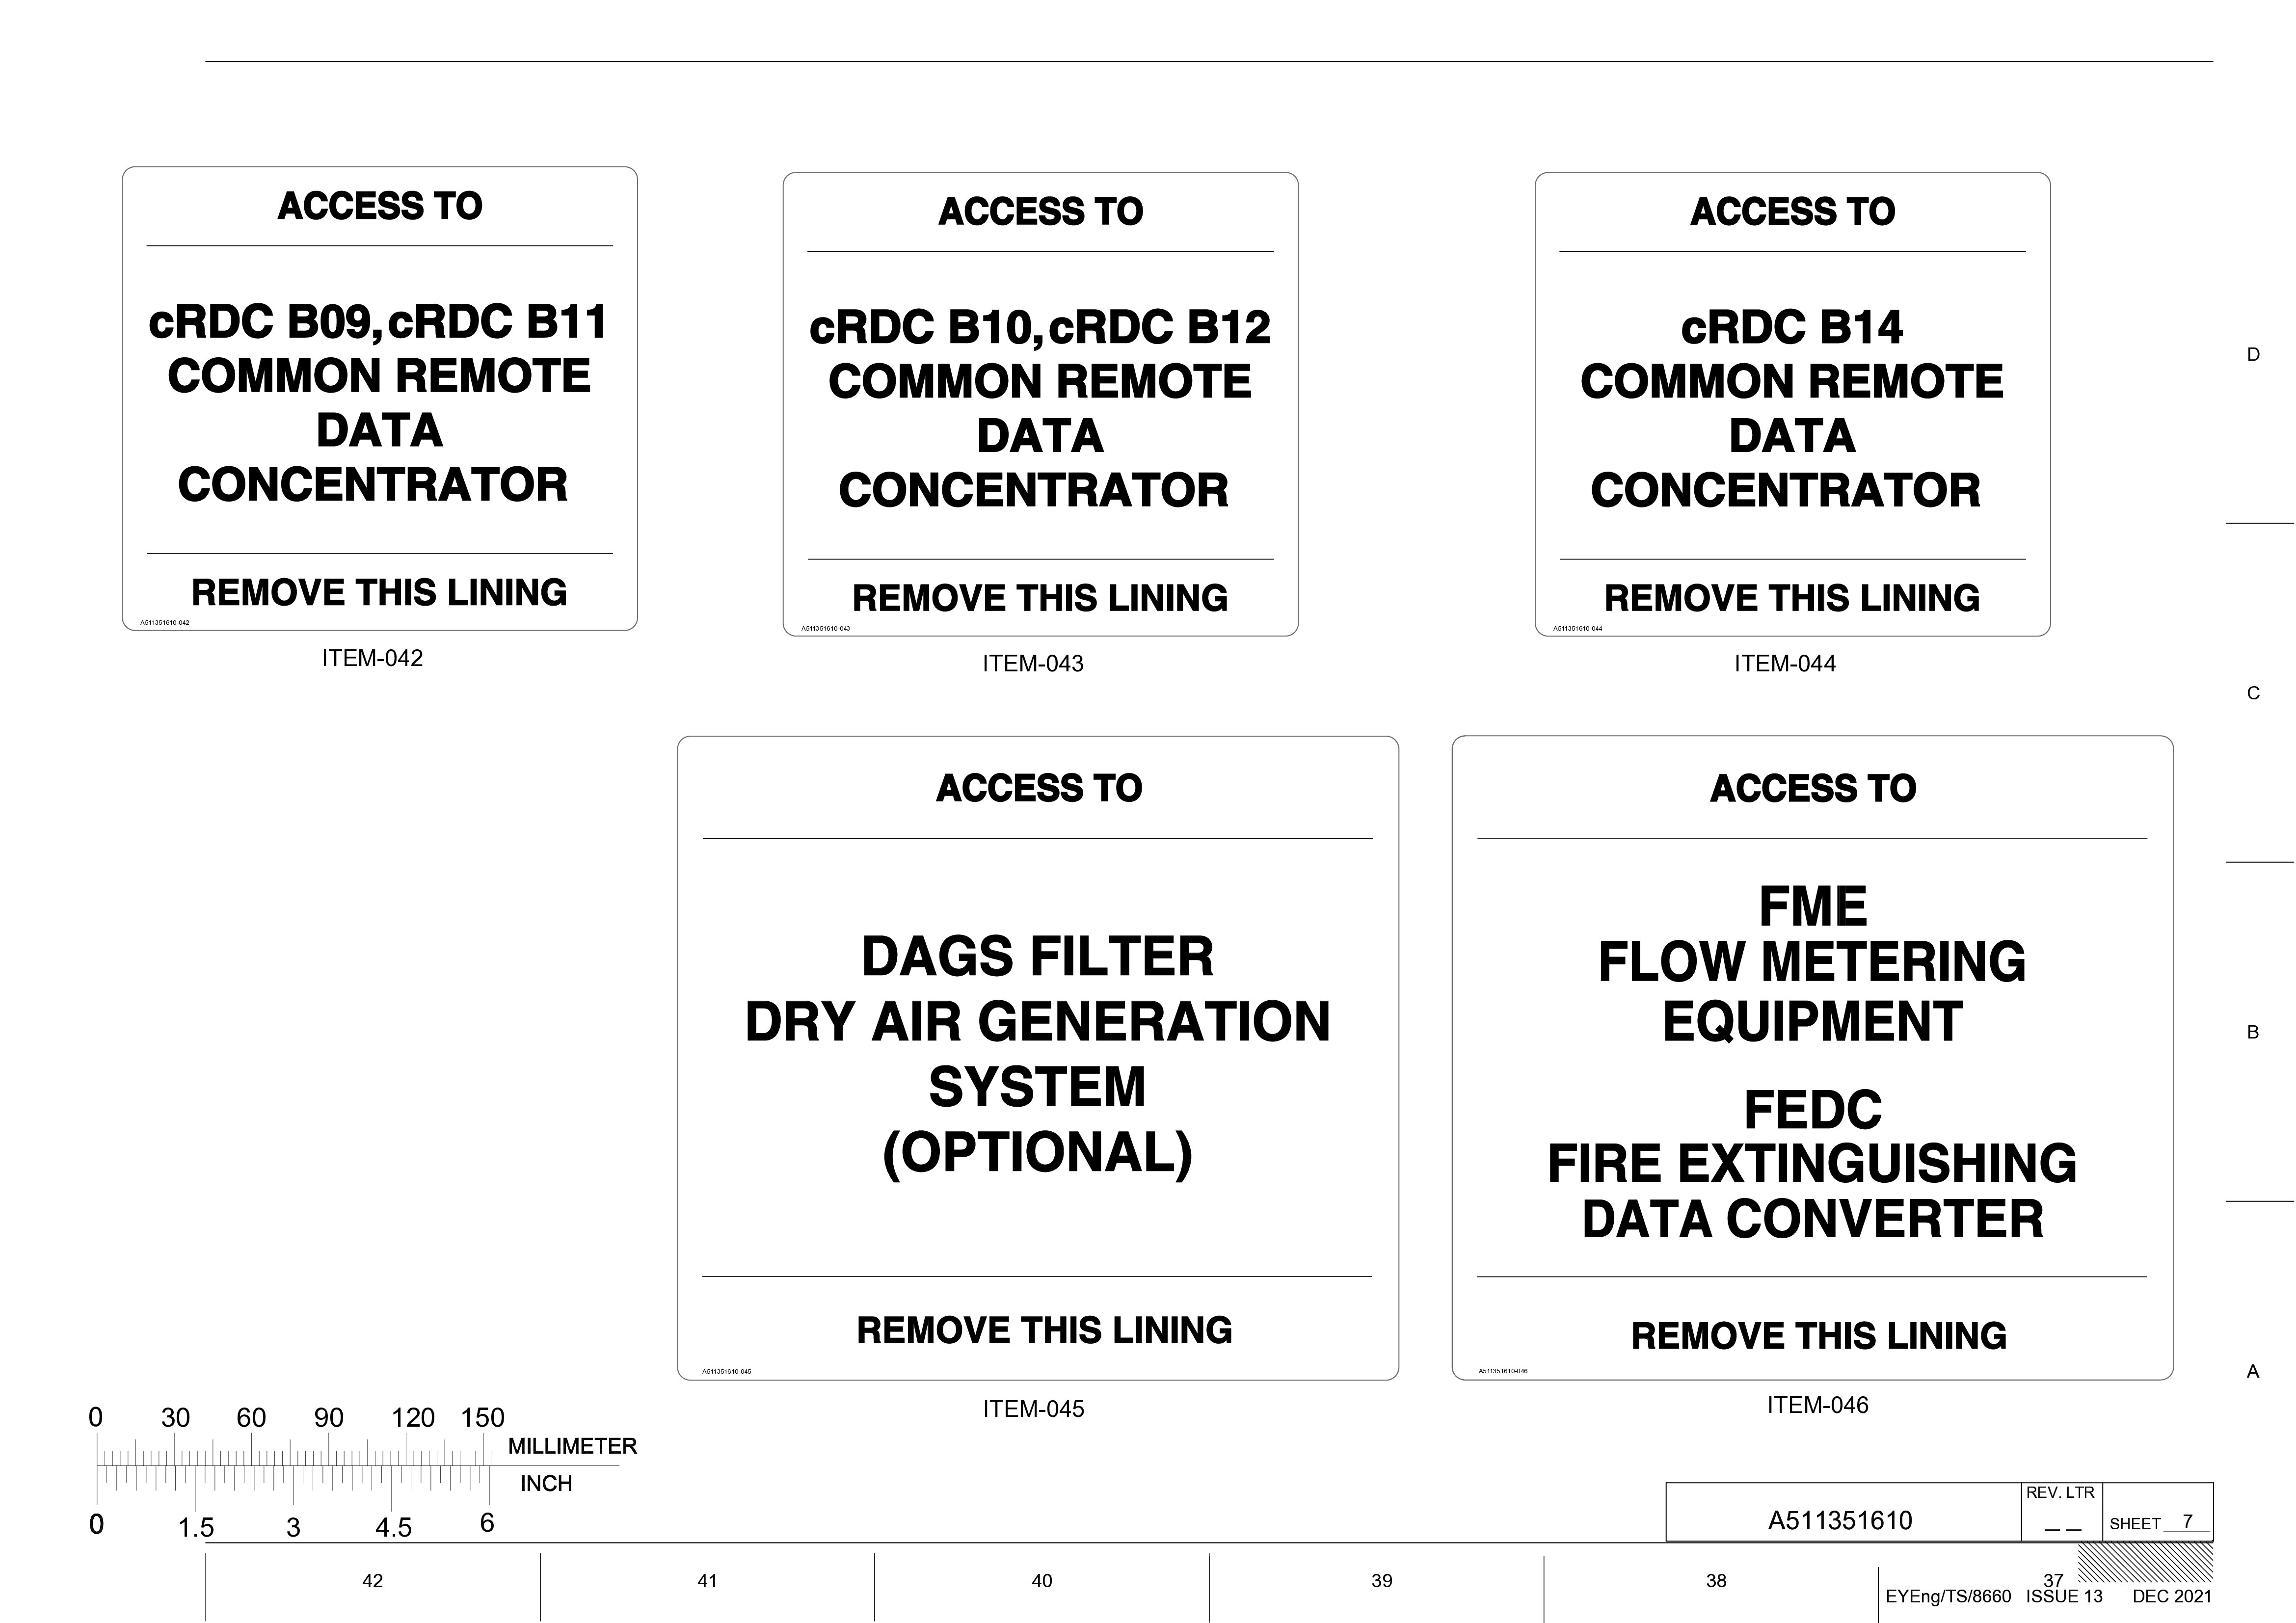 ACCESS TO
cRDC B09, cRDC B11
COMMON REMOTE
DATA
CONCENTRATOR
REMOVE THIS LINING
A511351610-042
ITEM-042
ACCESS TO
cRDC B10, cRDC B12
COMMON REMOTE
DATA
CONCENTRATOR
REMOVE THIS LINING
A511351610-043
ITEM-043
ACCESS TO
cRDC B14
COMMON REMOTE
DATA
CONCENTRATOR
REMOVE THIS LINING
A511351610-044
ITEM-044
D
C
ACCESS TO
DAGS FILTER
DRY AIR GENERATION
SYSTEM
(OPTIONAL)
REMOVE THIS LINING
A511351610-045
ITEM-045
ACCESS TO
FME
FLOW METERING
EQUIPMENT
FEDC
FIRE EXTINGUISHING
DATA CONVERTER
REMOVE THIS LINING
A511351610-046
ITEM-046
B
A
0 30 60 90 120 150
MILLIMETER
INCH
0 1.5 3 4.5 6
A511351610
REV. LTR
_ _
SHEET 7
42 41 40 39 38 37
EYEng/TS/8660 ISSUE 13 DEC 2021